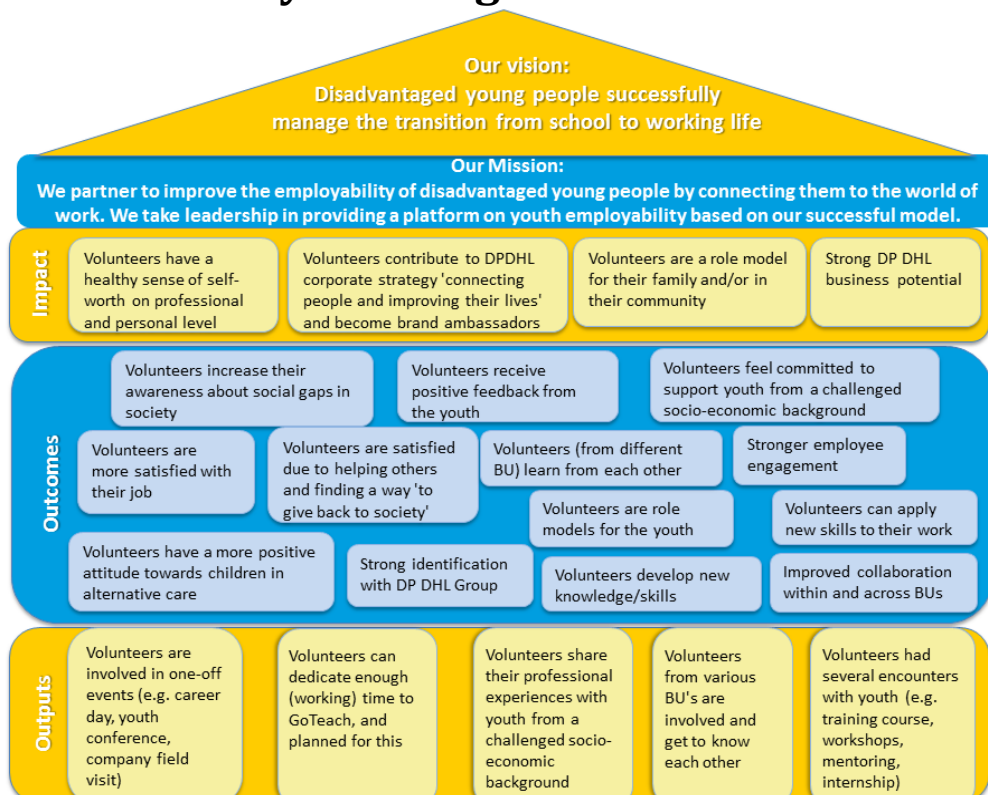 Our vision:
Disadvantaged young people successfully
manage the transition from school to working life
Our Mission:
We partner to improve the employability of disadvantaged young people by connecting them to the world of
work. We take leadership in providing a platform on youth employability based on our successful model.
Impact
Volunteers have a
healthy sense of self-
worth on professional
and personal level
Volunteers contribute to DPDHL
corporate strategy 'connecting
people and improving their lives'
and become brand ambassadors
Volunteers are a role model
for their family and/or in
their community
Strong DP DHL
business potential
Outcomes
Volunteers increase their
awareness about social gaps in
society
Volunteers receive
positive feedback from
the youth
Volunteers feel committed to
support youth from a challenged
socio-economic background
Volunteers are
more satisfied with
their job
Volunteers are satisfied
due to helping others
and finding a way 'to
give back to society'
Volunteers (from different
BU) learn from each other
Stronger employee
engagement
Volunteers are role
models for the youth
Volunteers can apply
new skills to their work
Volunteers have a more positive
attitude towards children in
alternative care
Strong identification
with DP DHL Group
Volunteers develop new
knowledge/skills
Improved collaboration
within and across BUs
Outputs
Volunteers are
involved in one-off
events (e.g. career
day, youth
conference,
company field
visit)
Volunteers can
dedicate enough
(working) time to
GoTeach, and
planned for this
Volunteers share
their professional
experiences with
youth from a
challenged socio-
economic
background
Volunteers
from various
BU's are
involved and
get to know
each other
Volunteers had
several encounters
with youth (e.g.
training course,
workshops,
mentoring,
internship)